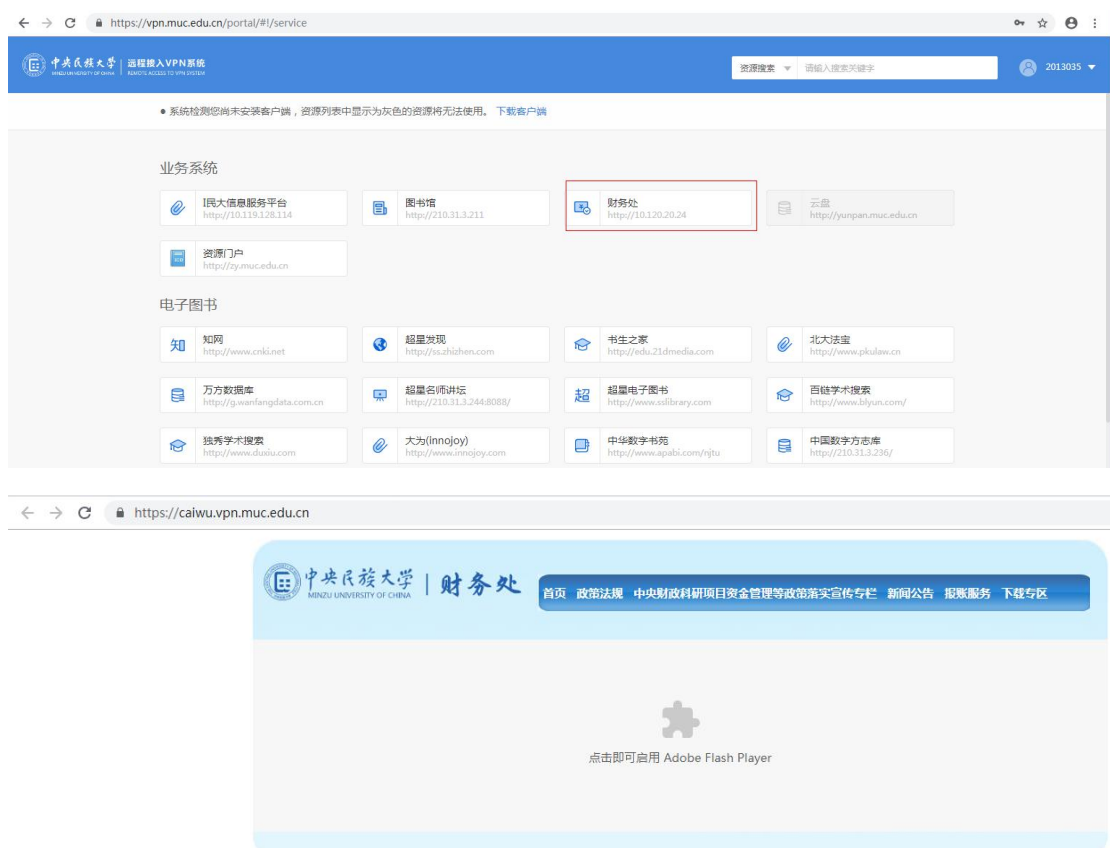 https://vpn.muc.edu.cn/portal/#!/service
中央民族大学
MINZU UNIVERSITY OF CHINA
远程接入VPN系统
REMOTE ACCESS TO VPN SYSTEM
资源搜索
请输入搜索关键字
2013035
● 系统检测您尚未安装客户端，资源列表中显示为灰色的资源将无法使用。 下载客户端
业务系统
I民大信息服务平台
http://10.119.128.114
图书馆
http://210.31.3.211
财务处
http://10.120.20.24
云盘
http://yunpan.muc.edu.cn
资源门户
http://zy.muc.edu.cn
电子图书
知
知网
http://www.cnki.net
超星发现
http://ss.zhizhen.com
书生之家
http://edu.21dmedia.com
北大法宝
http://www.pkulaw.cn
万方数据库
http://g.wanfangdata.com.cn
超星名师讲坛
http://210.31.3.244:8088/
超
超星电子图书
http://www.sslibrary.com
百链学术搜索
http://www.blyun.com/
独秀学术搜索
http://www.duxiu.com
大为(innojoy)
http://www.innojoy.com
中华数字书苑
http://www.apabi.com/njtu
中国数字方志库
http://210.31.3.236/
https://caiwu.vpn.muc.edu.cn
中央民族大学
MINZU UNIVERSITY OF CHINA
财务处
首页 政策法规 中央财政科研项目资金管理等政策落实宣传专栏 新闻公告 报账服务 下载专区
点击即可启用 Adobe Flash Player